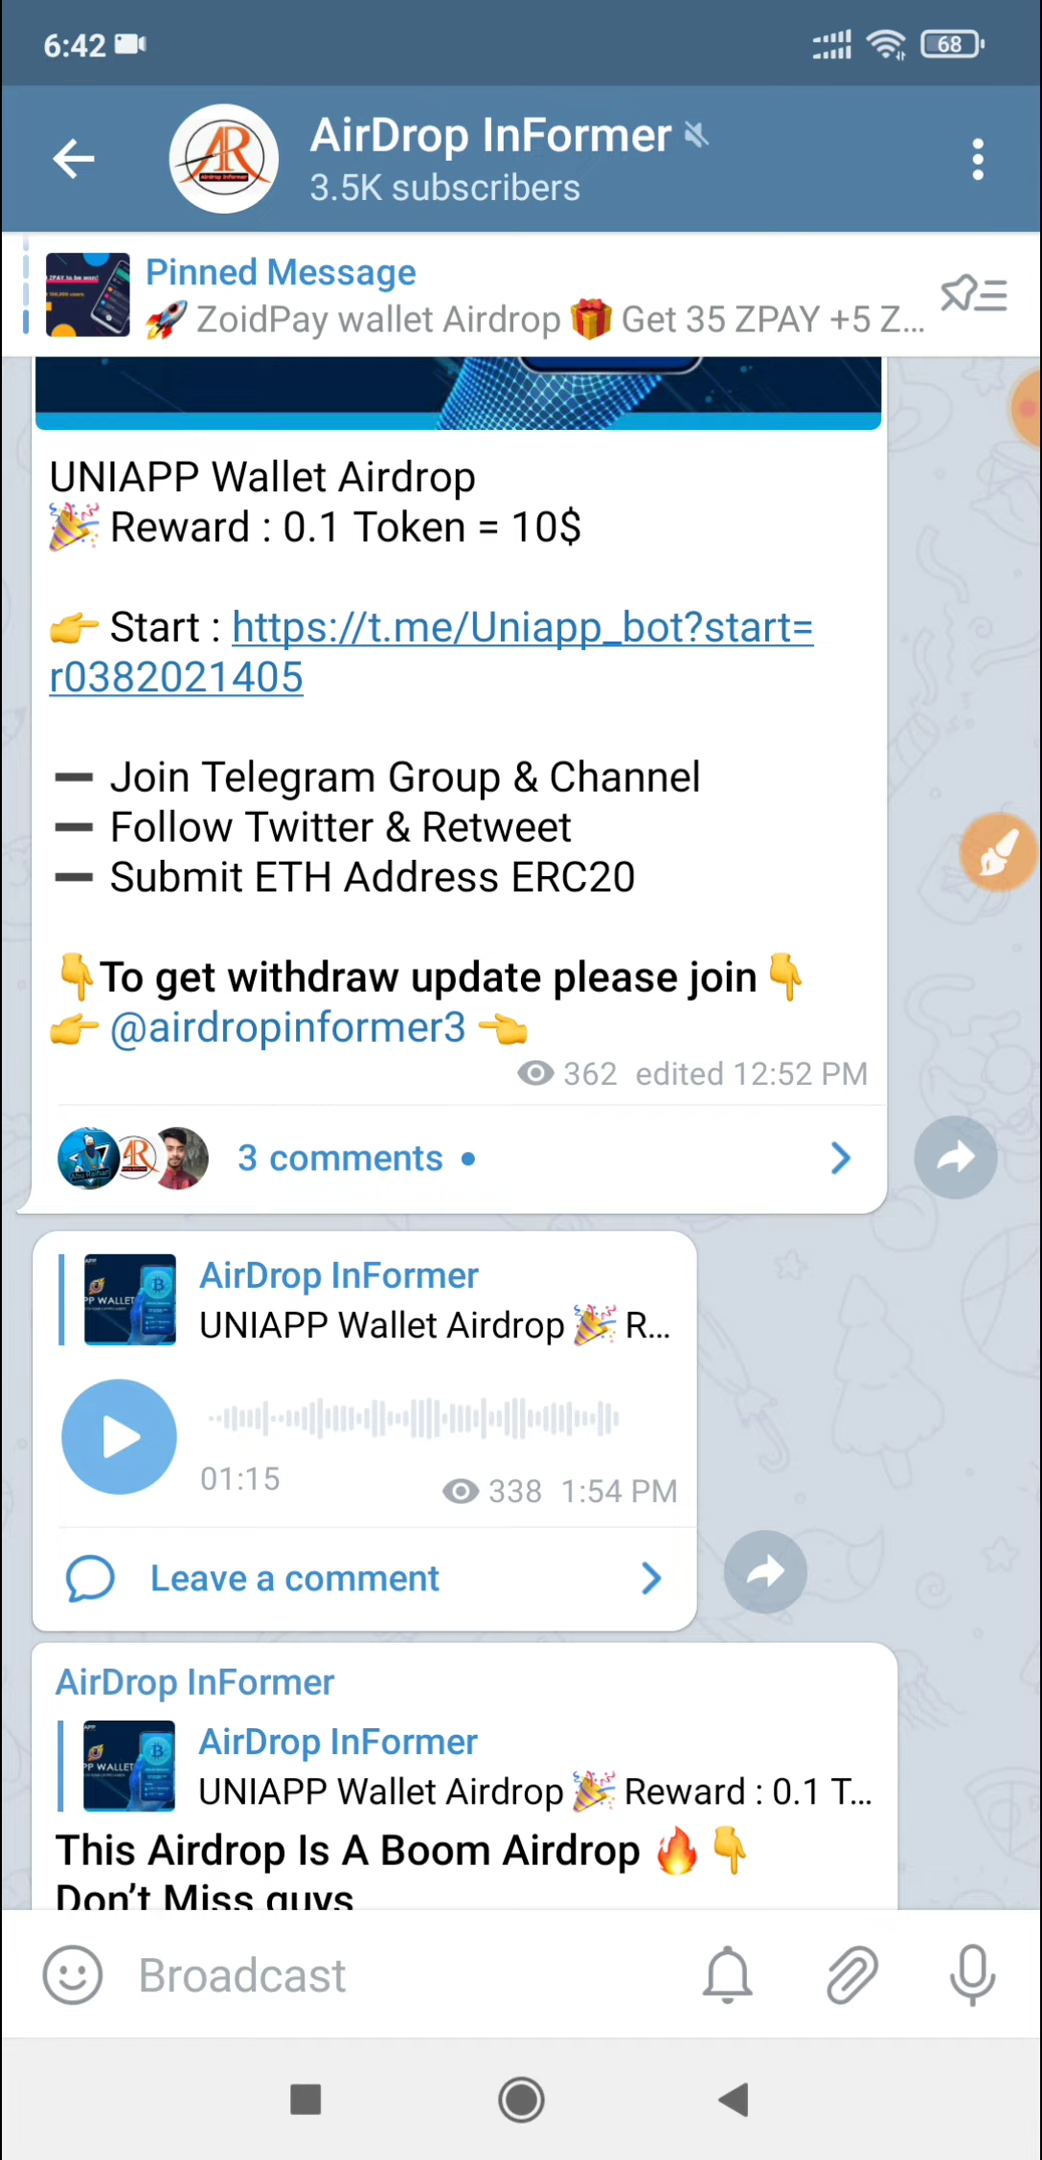 6:42
68
AirDrop InFormer
3.5K subscribers
Pinned Message
🚀 ZoidPay wallet Airdrop 🎁 Get 35 ZPAY +5 Z...
UNIAPP Wallet Airdrop
🎉 Reward : 0.1 Token = 10$
👉 Start : https://t.me/Uniapp_bot?start=
r0382021405
➖ Join Telegram Group & Channel
➖ Follow Twitter & Retweet
➖ Submit ETH Address ERC20
👇To get withdraw update please join👇
👉 @airdropinformer3 👈
362 edited 12:52 PM
3 comments
AirDrop InFormer
UNIAPP Wallet Airdrop 🎉 R...
01:15
338 1:54 PM
Leave a comment
AirDrop InFormer
AirDrop InFormer
UNIAPP Wallet Airdrop 🎉 Reward : 0.1 T...
This Airdrop Is A Boom Airdrop 🔥👇
Don't Miss guys
Broadcast